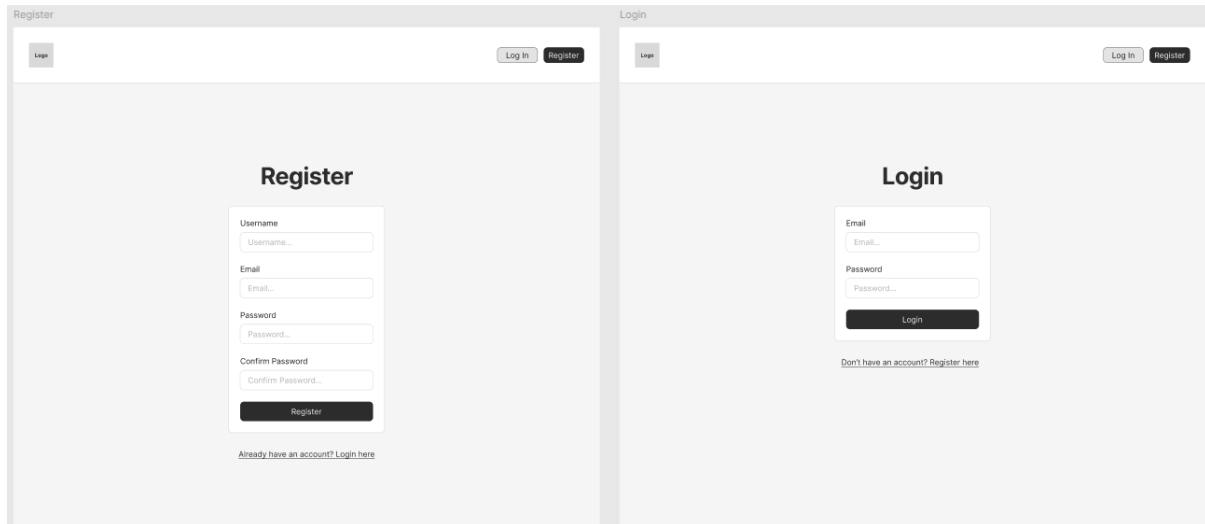 Register
Logo
Log In
Register
Register
Username
Username...
Email
Email...
Password
Password...
Confirm Password
Confirm Password...
Register
Already have an account? Login here
Login
Logo
Log In
Register
Login
Email
Email...
Password
Password...
Login
Don't have an account? Register here